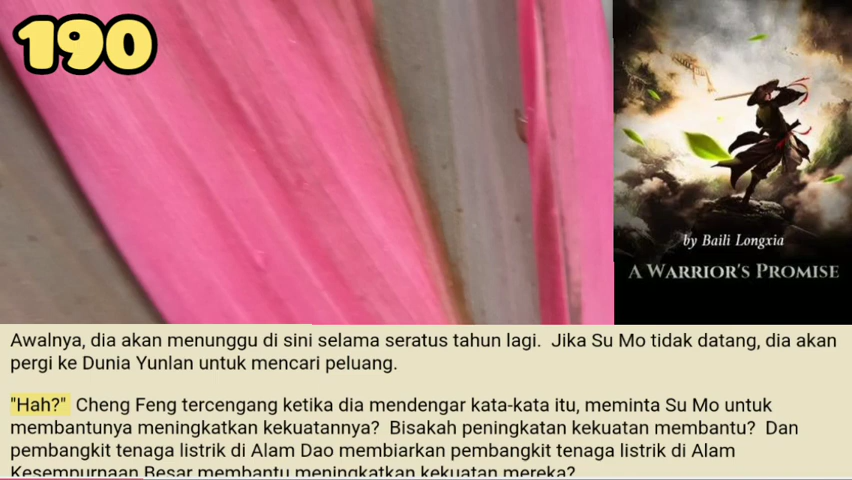 190
by Baili Longxia
A WARRIOR'S PROMISE
Awalnya, dia akan menunggu di sini selama seratus tahun lagi.  Jika Su Mo tidak datang, dia akan
pergi ke Dunia Yunlan untuk mencari peluang.
"Hah?" Cheng Feng tercengang ketika dia mendengar kata-kata itu, meminta Su Mo untuk
membantunya meningkatkan kekuatannya?  Bisakah peningkatan kekuatan membantu?  Dan
pembangkit tenaga listrik di Alam Dao membiarkan pembangkit tenaga listrik di Alam
Kesempurnaan Besar membantu meningkatkan kekuatan mereka?